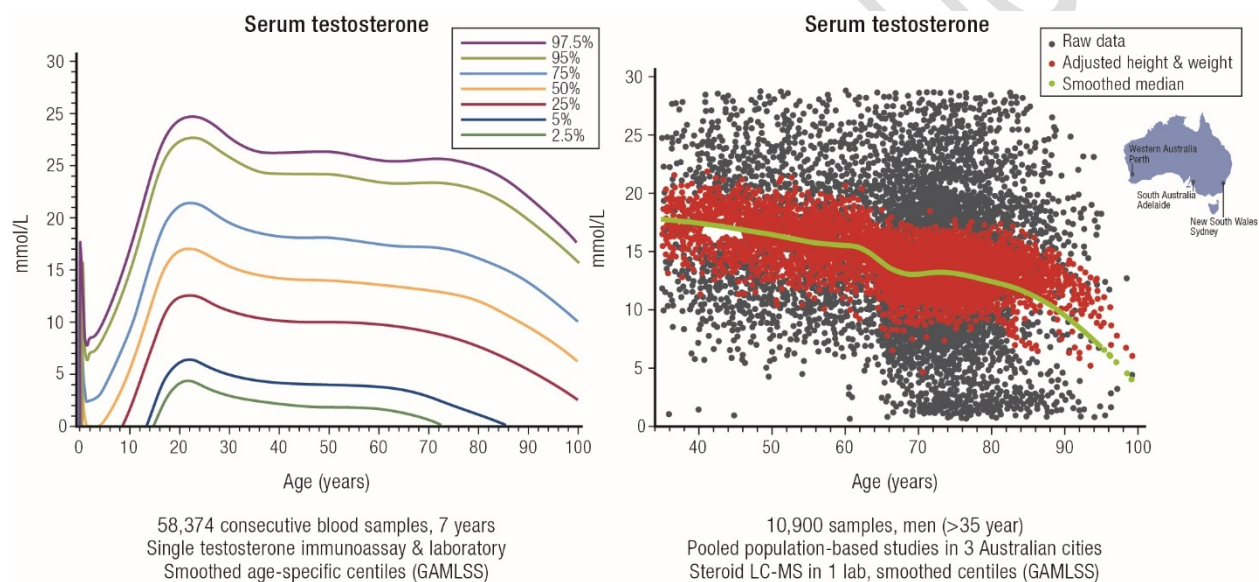 Serum testosterone
97.5%
95%
75%
50%
25%
5%
2.5%
mmol/L
30
25
25
20
15
10
5
0
0 10 20 30 40 50 60 70 80 90 100
Age (years)
58,374 consecutive blood samples, 7 years
Single testosterone immunoassay & laboratory
Smoothed age-specific centiles (GAMLSS)
Serum testosterone
Raw data
Adjusted height & weight
Smoothed median
Western Australia
Perth
South Australia
Adelaide
New South Wales
Sydney
mmol/L
30
25
20
15
10
5
0
40 50 60 70 80 90 100
Age (years)
10,900 samples, men (>35 year)
Pooled population-based studies in 3 Australian cities
Steroid LC-MS in 1 lab, smoothed centiles (GAMLSS)